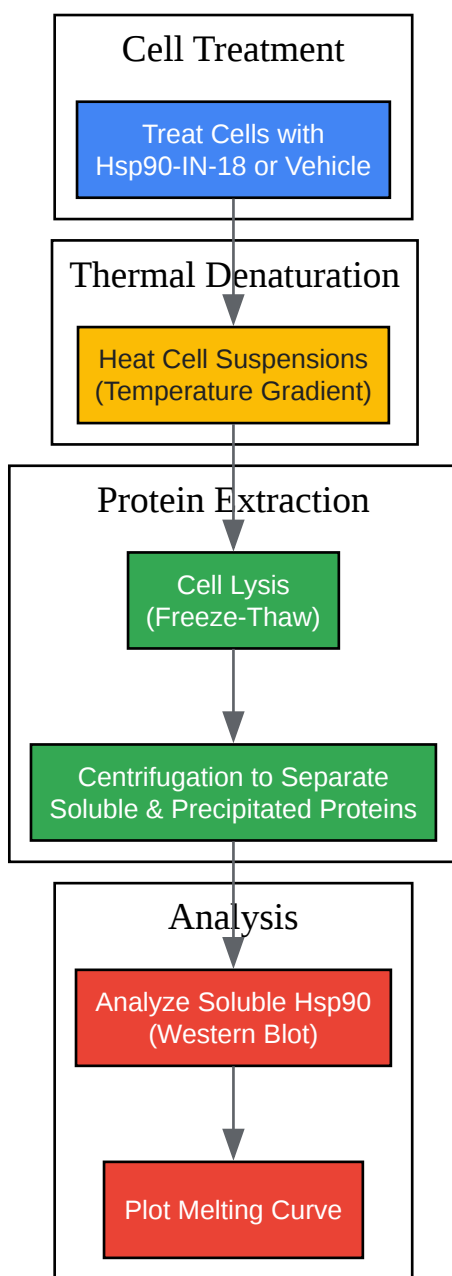 Cell Treatment
Treat Cells with
Hsp90-IN-18 or Vehicle
Thermal Denaturation
Heat Cell Suspensions
(Temperature Gradient)
Protein Extraction
Cell Lysis
(Freeze-Thaw)
Centrifugation to Separate
Soluble & Precipitated Proteins
Analysis
Analyze Soluble Hsp90
(Western Blot)
Plot Melting Curve